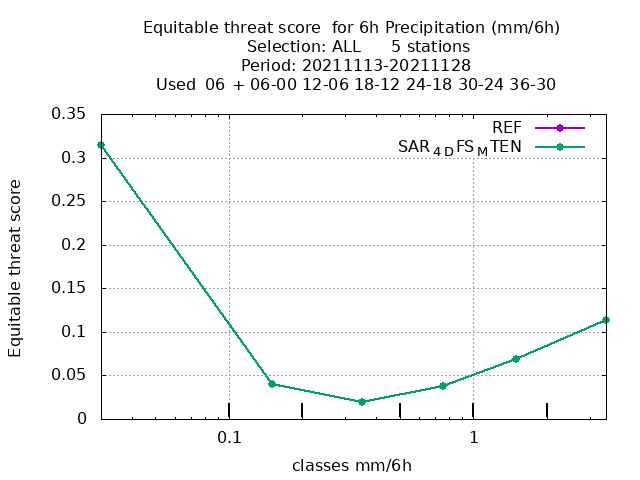 Equitable threat score  for 6h Precipitation (mm/6h)
Selection: ALL      5 stations
Period: 20211113-20211128
Used  06 + 06-00 12-06 18-12 24-18 30-24 36-30
REF
SAR4DFSMTEN
0.35
0.3
0.25
0.2
0.15
0.1
0.05
0
Equitable threat score
0.1
1
classes mm/6h